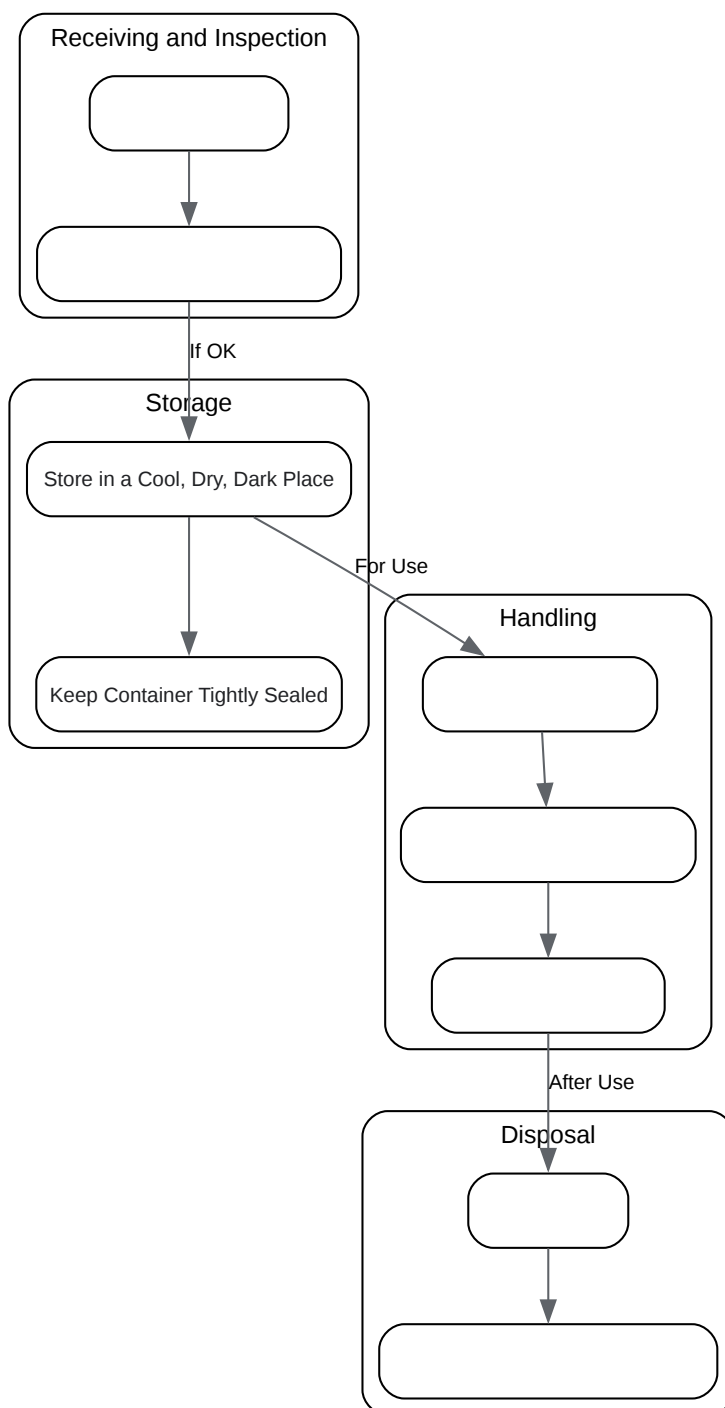 Receiving and Inspection
If OK
Storage
Store in a Cool, Dry, Dark Place
For Use
Handling
Keep Container Tightly Sealed
After Use
Disposal